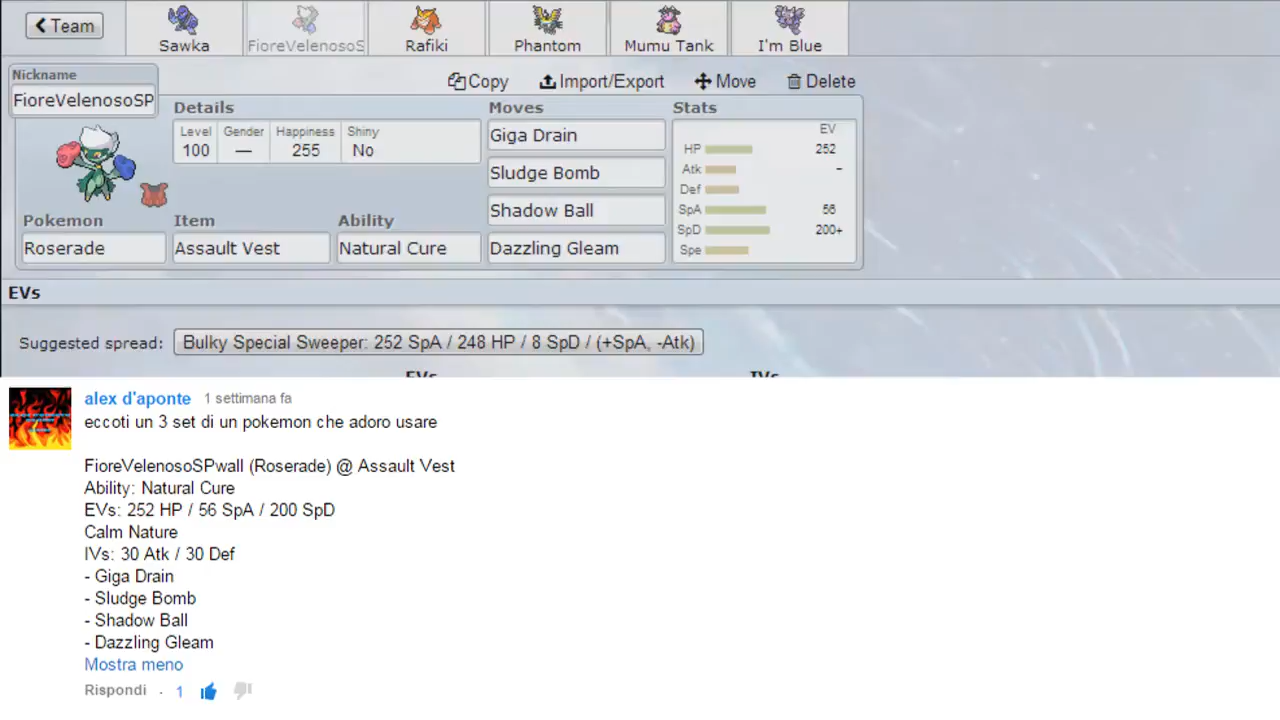 Team
Sawka
FioreVelenosoS
Rafiki
Phantom
Mumu Tank
I'm Blue
Nickname
FioreVelenosoSP
Copy Import/Export Move Delete
Details
Level Gender Happiness Shiny
100 — 255 No
Moves
Giga Drain
Sludge Bomb
Shadow Ball
Dazzling Gleam
Stats
EV
HP 252
Atk -
Def
SpA 56
SpD 200+
Spe
Pokemon Item Ability
Roserade Assault Vest Natural Cure
EVs
Suggested spread: Bulky Special Sweeper: 252 SpA / 248 HP / 8 SpD / (+SpA, -Atk)
EVs IVs
alex d'aponte 1 settimana fa
eccoti un 3 set di un pokemon che adoro usare
FioreVelenosoSPwall (Roserade) @ Assault Vest
Ability: Natural Cure
EVs: 252 HP / 56 SpA / 200 SpD
Calm Nature
IVs: 30 Atk / 30 Def
- Giga Drain
- Sludge Bomb
- Shadow Ball
- Dazzling Gleam
Mostra meno
Rispondi · 1